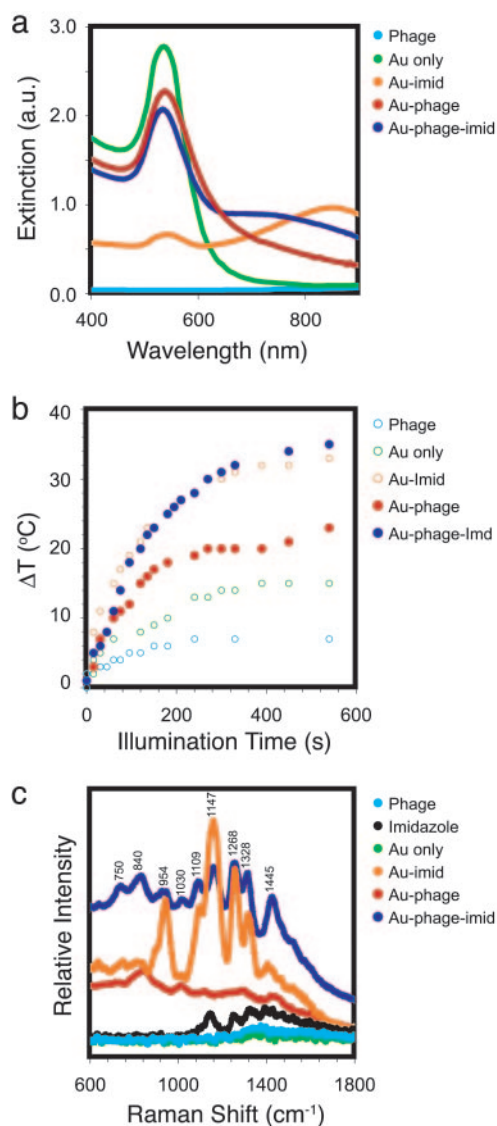 a
3.0
2.0
1.0
0.0
Extinction (a.u.)
400
600
800
Wavelength (nm)
Phage
Au only
Au-imid
Au-phage
Au-phage-imid
b
40
30
20
10
0
ΔT (°C)
0
200
400
600
Illumination Time (s)
Phage
Au only
Au-Imid
Au-phage
Au-phage-Imd
c
750
840
954
1030
1109
1147
1268
1328
1445
Relative Intensity
600
1000
1400
1800
Raman Shift (cm⁻¹)
Phage
Imidazole
Au only
Au-imid
Au-phage
Au-phage-imid